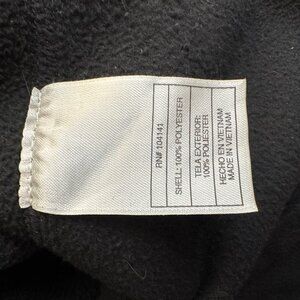 RN# 104141
SHELL: 100% POLYESTER
TELA EXTERIOR:
100% POLIESTER
HECHO EN VIETNAM
MADE IN VIETNAM